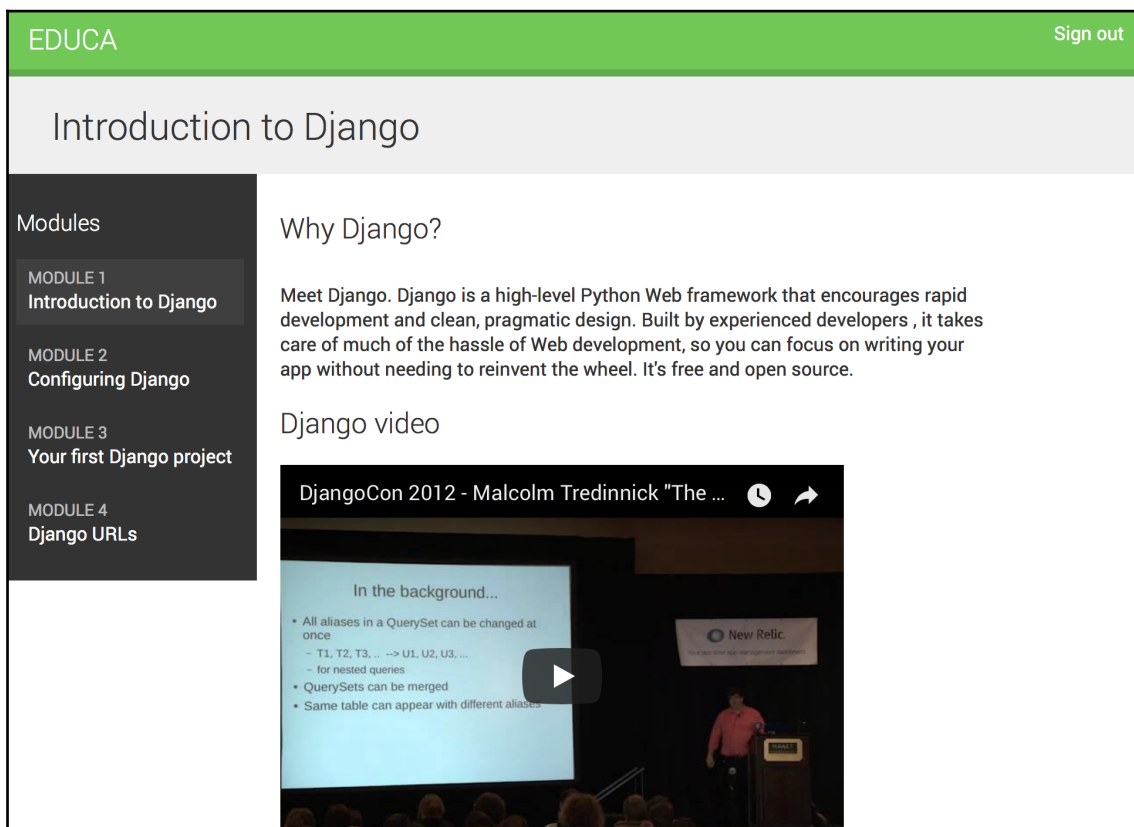 EDUCA
Sign out
Introduction to Django
Modules
MODULE 1
Introduction to Django
MODULE 2
Configuring Django
MODULE 3
Your first Django project
MODULE 4
Django URLs
Why Django?
Meet Django. Django is a high-level Python Web framework that encourages rapid
development and clean, pragmatic design. Built by experienced developers , it takes
care of much of the hassle of Web development, so you can focus on writing your
app without needing to reinvent the wheel. It's free and open source.
Django video
DjangoCon 2012 - Malcolm Tredinnick "The ...
In the background...
• All aliases in a QuerySet can be changed at
once
– T1, T2, T3, .. --> U1, U2, U3, ...
– for nested queries
• QuerySets can be merged
• Same table can appear with different aliases
New Relic.